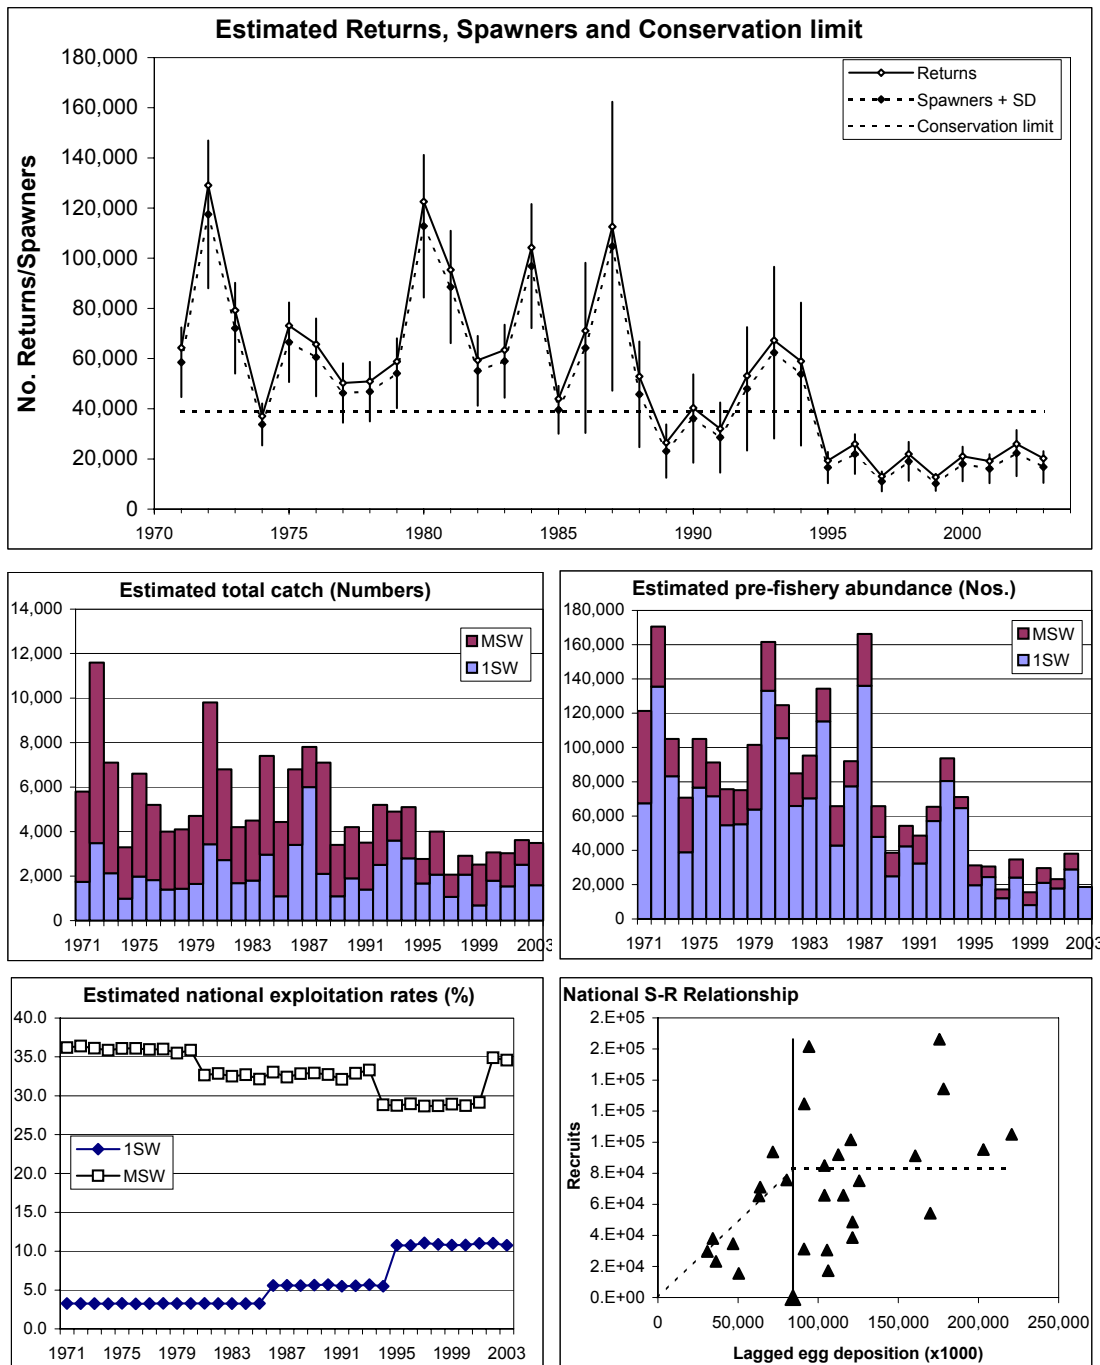 Estimated Returns, Spawners and Conservation limit
No. Returns/Spawners
180,000
160,000
140,000
120,000
100,000
80,000
60,000
40,000
20,000
0
1970 1975 1980 1985 1990 1995 2000
Returns
Spawners + SD
Conservation limit
Estimated total catch (Numbers)
14,000
12,000
10,000
8,000
6,000
4,000
2,000
0
MSW
1SW
1971 1975 1979 1983 1987 1991 1995 1999 2003
Estimated pre-fishery abundance (Nos.)
180,000
160,000
140,000
120,000
100,000
80,000
60,000
40,000
20,000
0
MSW
1SW
1971 1975 1979 1983 1987 1991 1995 1999 2003
Estimated national exploitation rates (%)
40.0
35.0
30.0
25.0
20.0
15.0
10.0
5.0
0.0
1SW
MSW
1971 1975 1979 1983 1987 1991 1995 1999 2003
National S-R Relationship
Recruits
2.E+05
2.E+05
1.E+05
1.E+05
1.E+05
8.E+04
6.E+04
4.E+04
2.E+04
0.E+00
0 50,000 100,000 150,000 200,000 250,000
Lagged egg deposition (x1000)